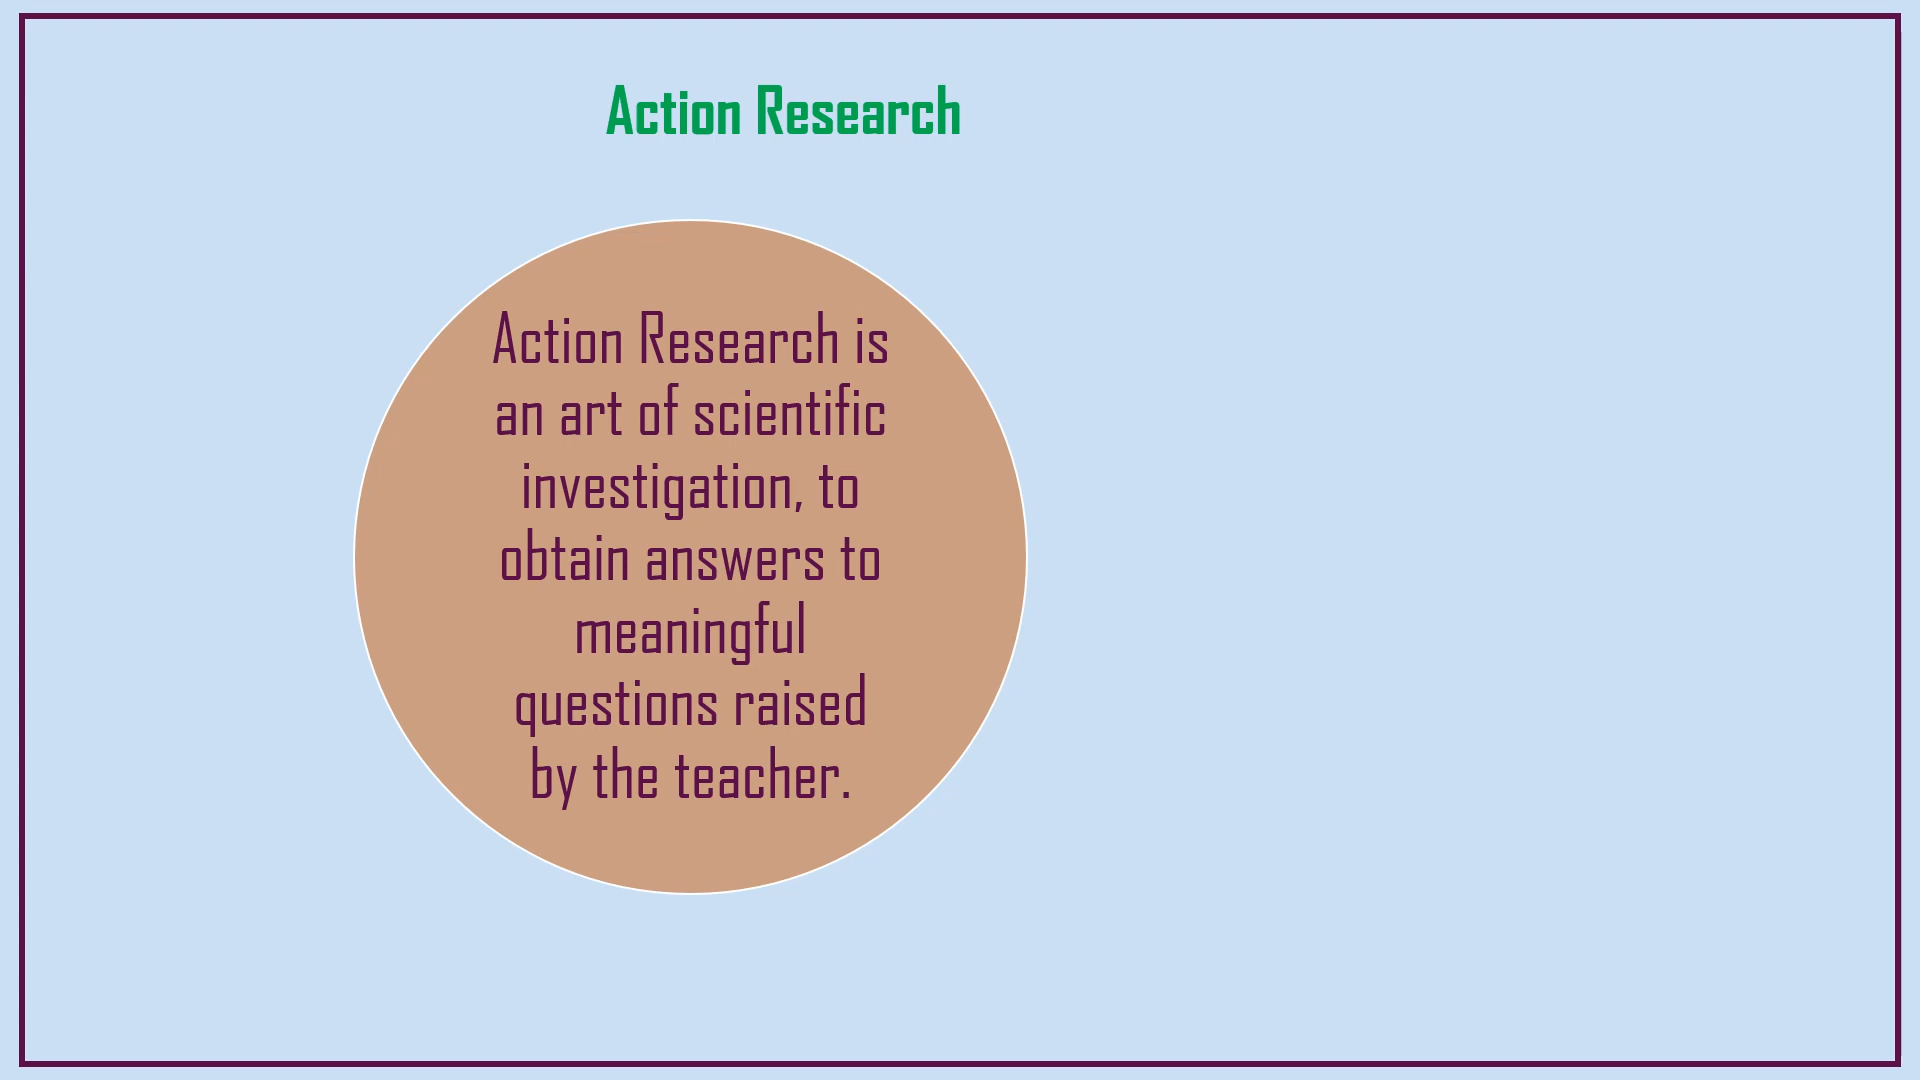 Action Research
Action Research is
an art of scientific
investigation, to
obtain answers to
meaningful
questions raised
by the teacher.